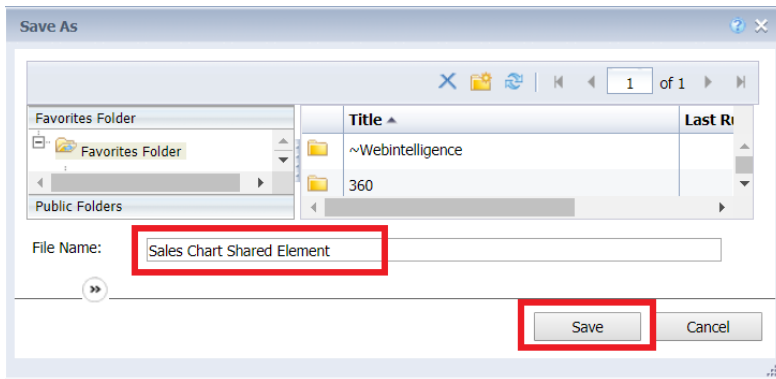 Save As
1 of 1
Favorites Folder
Title Last Ru
Favorites Folder
~Webintelligence
360
Public Folders
File Name: Sales Chart Shared Element
Save Cancel